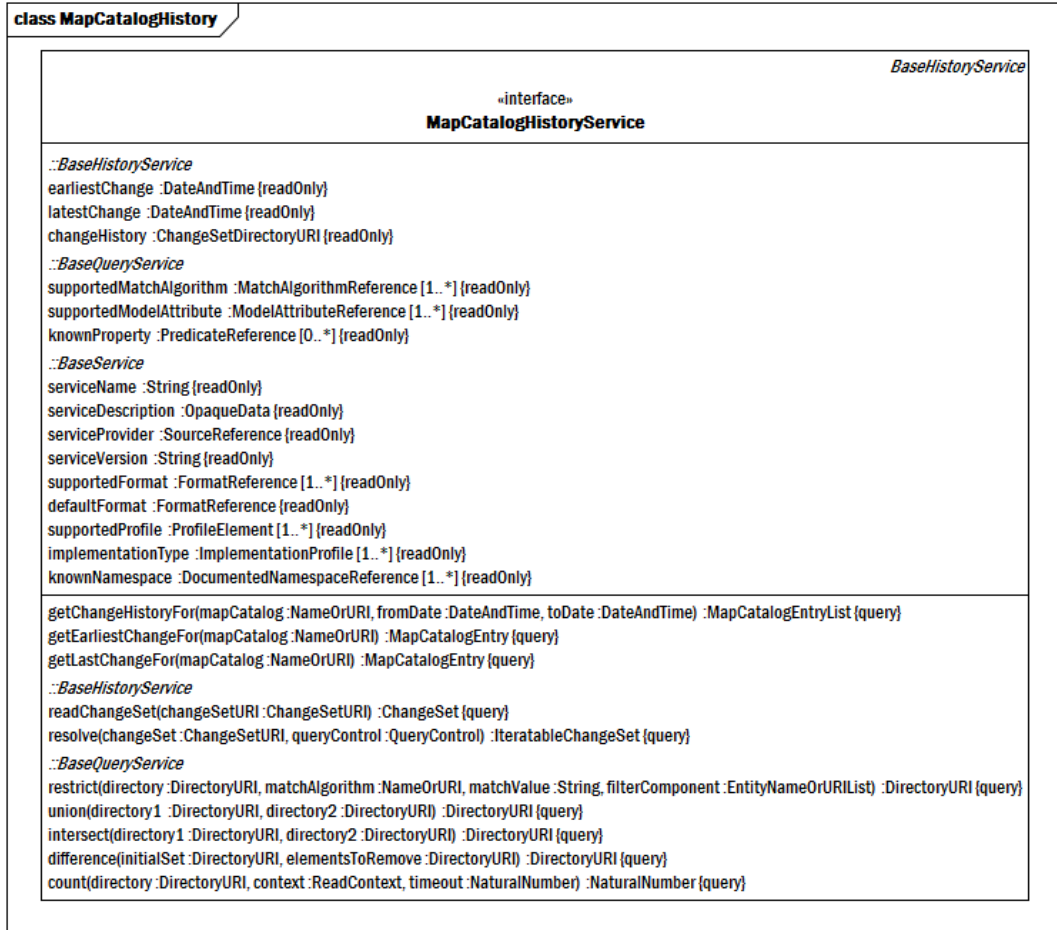 class MapCatalogHistory
BaseHistoryService
«interface»
MapCatalogHistoryService
::BaseHistoryService
earliestChange :DateAndTime {readOnly}
latestChange :DateAndTime {readOnly}
changeHistory :ChangeSetDirectoryURI {readOnly}
::BaseQueryService
supportedMatchAlgorithm :MatchAlgorithmReference [1..*] {readOnly}
supportedModelAttribute :ModelAttributeReference [1..*] {readOnly}
knownProperty :PredicateReference [0..*] {readOnly}
::BaseService
serviceName :String {readOnly}
serviceDescription :OpaqueData {readOnly}
serviceProvider :SourceReference {readOnly}
serviceVersion :String {readOnly}
supportedFormat :FormatReference [1..*] {readOnly}
defaultFormat :FormatReference {readOnly}
supportedProfile :ProfileElement [1..*] {readOnly}
implementationType :ImplementationProfile [1..*] {readOnly}
knownNamespace :DocumentedNamespaceReference [1..*] {readOnly}
getChangeHistoryFor(mapCatalog :NameOrURI, fromDate :DateAndTime, toDate :DateAndTime) :MapCatalogEntryList {query}
getEarliestChangeFor(mapCatalog :NameOrURI) :MapCatalogEntry {query}
getLastChangeFor(mapCatalog :NameOrURI) :MapCatalogEntry {query}
::BaseHistoryService
readChangeSet(changeSetURI :ChangeSetURI) :ChangeSet {query}
resolve(changeSet :ChangeSetURI, queryControl :QueryControl) :IteratableChangeSet {query}
::BaseQueryService
restrict(directory :DirectoryURI, matchAlgorithm :NameOrURI, matchValue :String, filterComponent :EntityNameOrURIList) :DirectoryURI {query}
union(directory1 :DirectoryURI, directory2 :DirectoryURI) :DirectoryURI {query}
intersect(directory1 :DirectoryURI, directory2 :DirectoryURI) :DirectoryURI {query}
difference(initialSet :DirectoryURI, elementsToRemove :DirectoryURI) :DirectoryURI {query}
count(directory :DirectoryURI, context :ReadContext, timeout :NaturalNumber) :NaturalNumber {query}